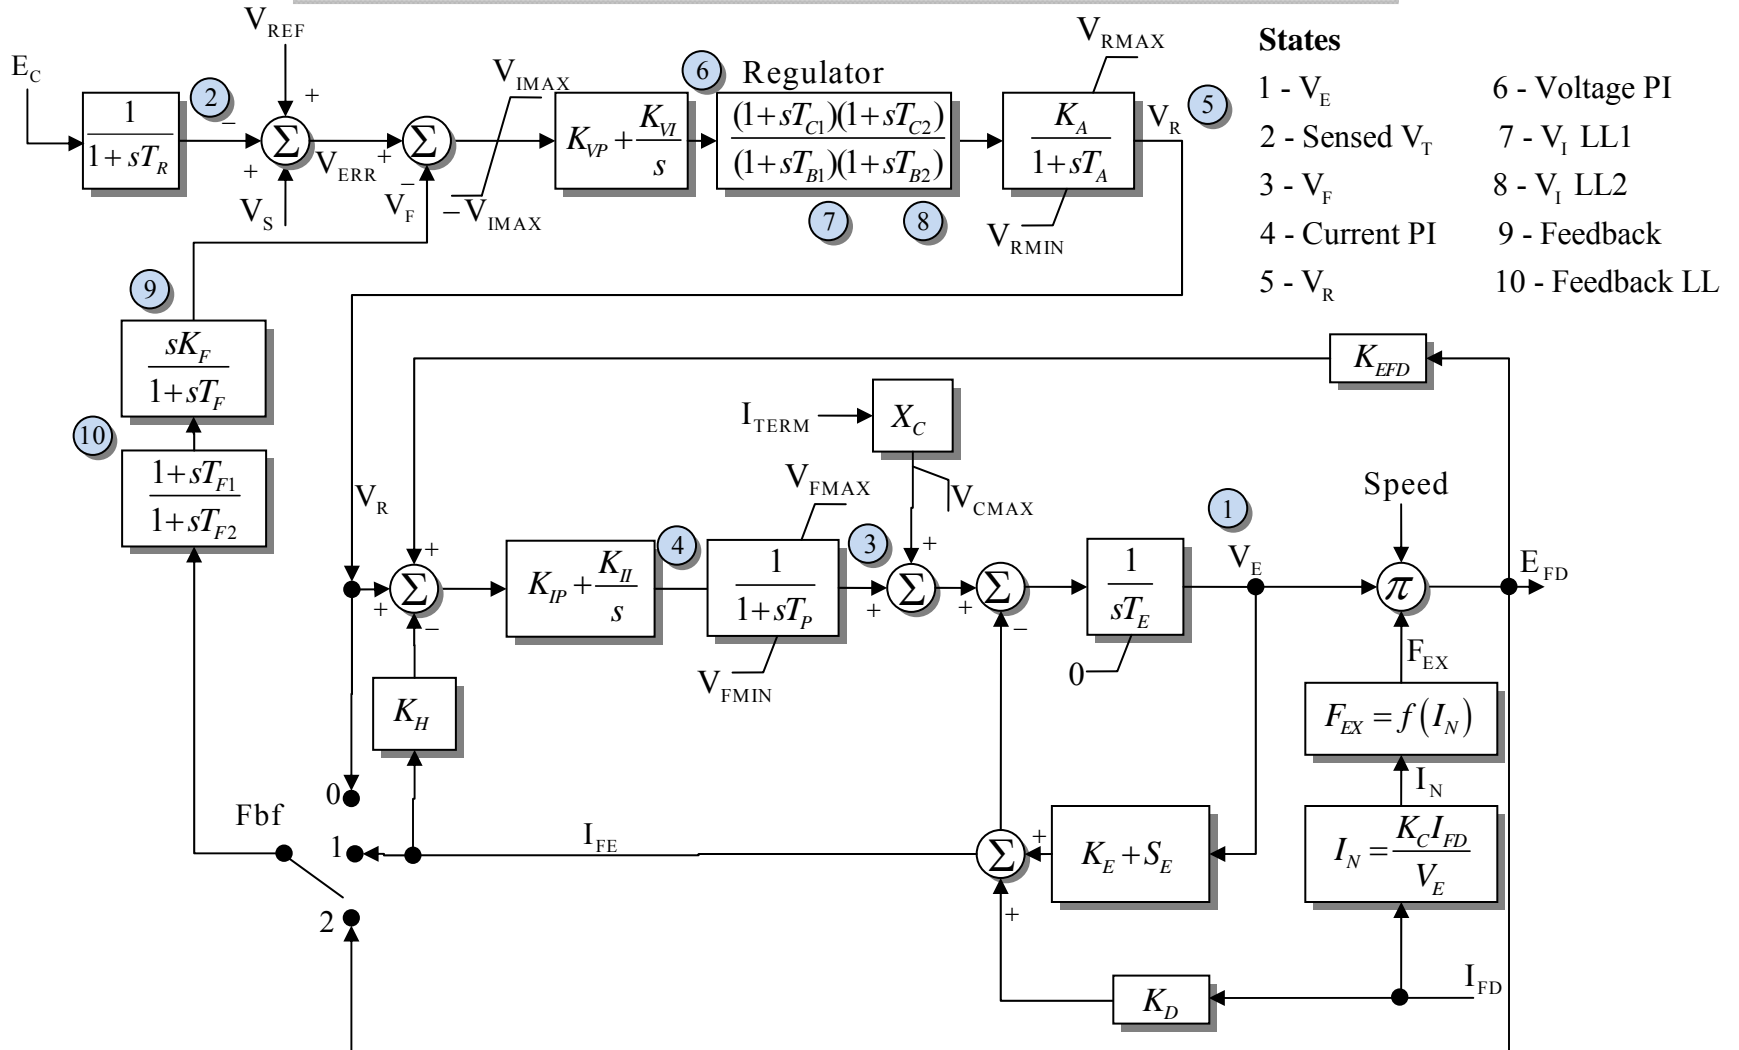 V_REF
E_C
1 / 1+sT_R
2
−
+
+
+
Σ
V_S
V_ERR
+
Σ
−
V_F
V_IMAX
−V_IMAX
K_VP + K_VI / s
6
Regulator
(1+sT_C1)(1+sT_C2) / (1+sT_B1)(1+sT_B2)
7
8
V_RMAX
K_A / 1+sT_A
V_RMIN
V_R
5
States
1 - V_E
2 - Sensed V_T
3 - V_F
4 - Current PI
5 - V_R
6 - Voltage PI
7 - V_I LL1
8 - V_I LL2
9 - Feedback
10 - Feedback LL
9
sK_F / 1+sT_F
10
1+sT_F1 / 1+sT_F2
K_EFD
I_TERM
X_C
V_CMAX
V_R
+
+
Σ
−
K_IP + K_II / s
4
V_FMAX
1 / 1+sT_P
V_FMIN
3
+
+
Σ
+
Σ
−
1 / sT_E
0
1
V_E
Speed
π
E_FD
F_EX
F_EX = f(I_N)
I_N
I_N = K_C I_FD / V_E
K_H
0
Fbf
1
2
I_FE
Σ
+
+
K_E + S_E
K_D
I_FD